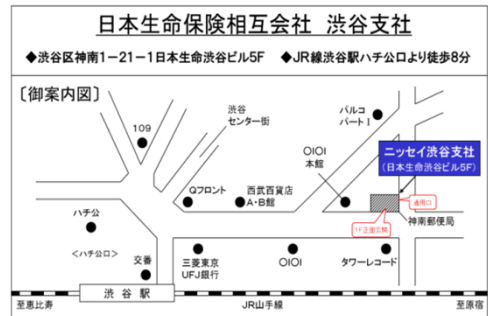 日本生命保険相互会社 渋谷支社
◆渋谷区神南1－21－1日本生命渋谷ビル5F ◆JR線渋谷駅ハチ公口より徒歩8分
〔御案内図〕
渋谷
センター街
パルコ
パートⅠ
109
OIOI
本館
ニッセイ渋谷支社
(日本生命渋谷ビル5F)
Qフロント
西武百貨店
A・B館
通用口
ハチ公
神南郵便局
1F正面玄関
<ハチ公口>
交番
三菱東京
UFJ銀行
OIOI
タワーレコード
渋谷駅
至恵比寿
JR山手線
至原宿